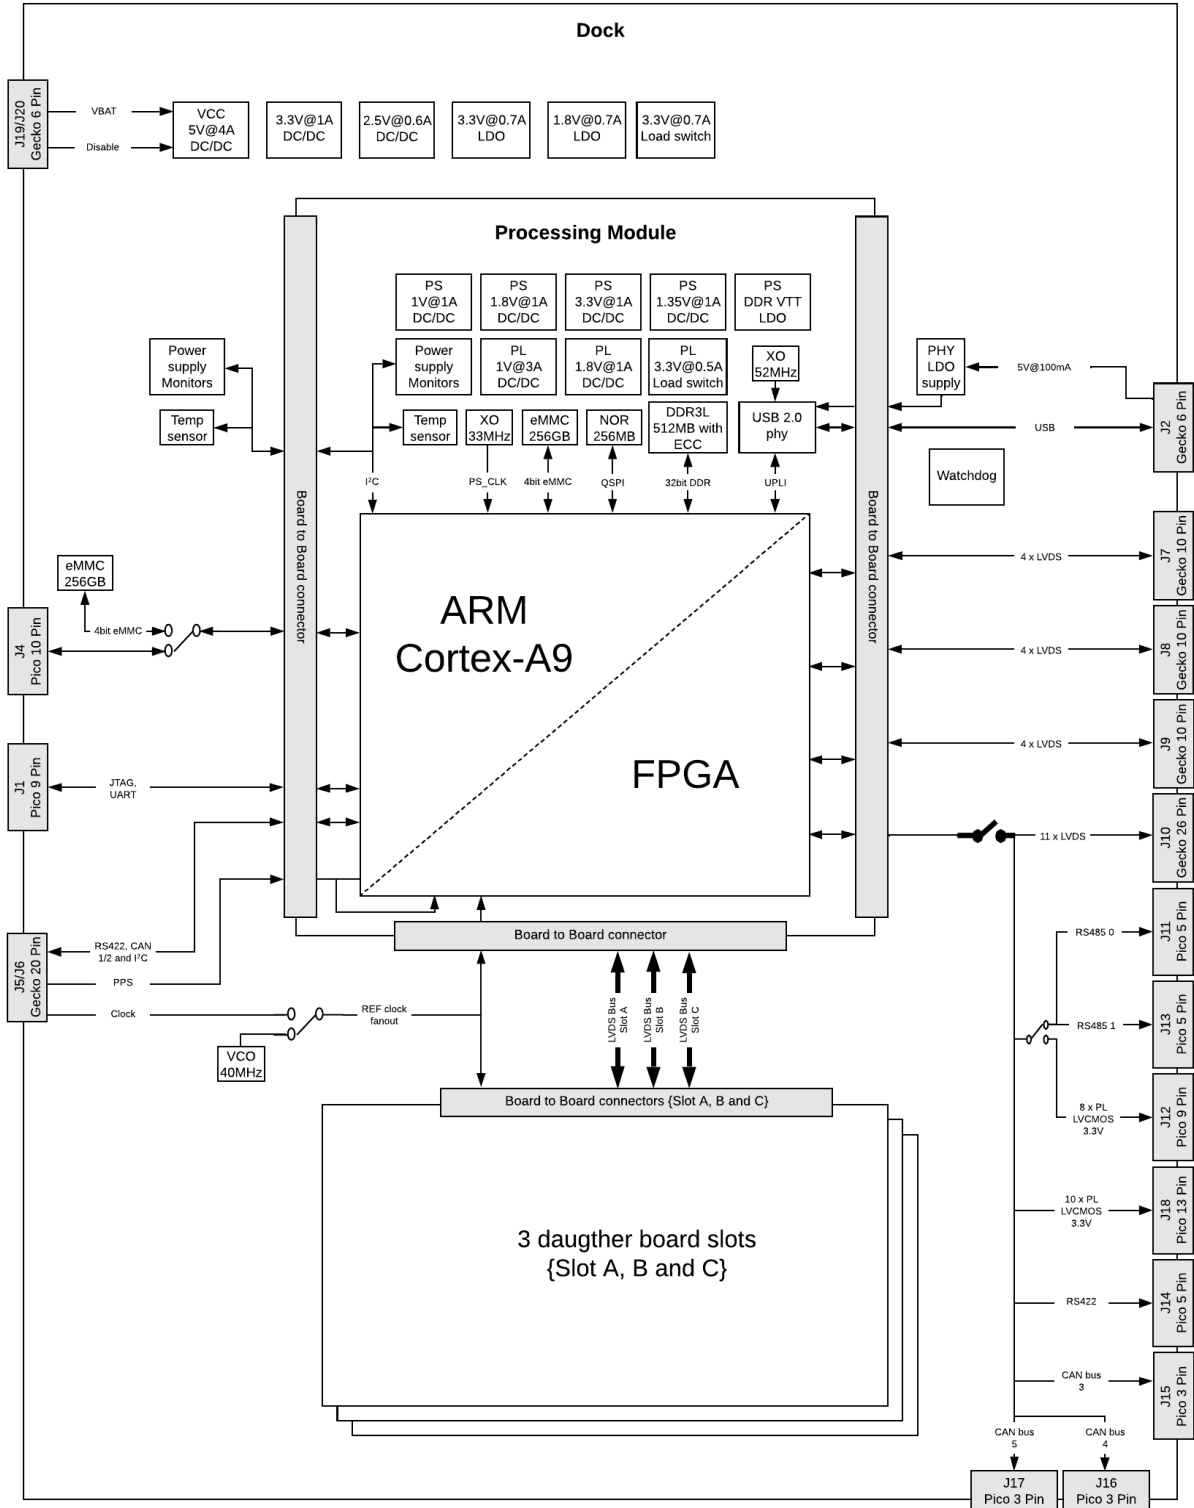 Dock
J19/J20
Gecko 6 Pin
VBAT
Disable
VCC
5V@4A
DC/DC
3.3V@1A
DC/DC
2.5V@0.6A
DC/DC
3.3V@0.7A
LDO
1.8V@0.7A
LDO
3.3V@0.7A
Load switch
Processing Module
PS
1V@1A
DC/DC
PS
1.8V@1A
DC/DC
PS
3.3V@1A
DC/DC
PS
1.35V@1A
DC/DC
PS
DDR VTT
LDO
Power
supply
Monitors
Power
supply
Monitors
PL
1V@3A
DC/DC
PL
1.8V@1A
DC/DC
PL
3.3V@0.5A
Load switch
XO
52MHz
PHY
LDO
supply
5V@100mA
J2
Gecko 6 Pin
Temp
sensor
Temp
sensor
XO
33MHz
eMMC
256GB
NOR
256MB
DDR3L
512MB with
ECC
USB 2.0
phy
USB
Watchdog
I²C
PS_CLK
4bit eMMC
QSPI
32bit DDR
UPLI
Board to Board connector
Board to Board connector
J7
Gecko 10 Pin
4 x LVDS
eMMC
256GB
4bit eMMC
J4
Pico 10 Pin
ARM
Cortex-A9
FPGA
J8
Gecko 10 Pin
4 x LVDS
J9
Gecko 10 Pin
4 x LVDS
J1
Pico 9 Pin
JTAG,
UART
J10
Gecko 26 Pin
11 x LVDS
J5/J6
Gecko 20 Pin
RS422, CAN
1/2 and I²C
PPS
Clock
VCO
40MHz
REF clock
fanout
Board to Board connector
LVDS Bus
Slot A
LVDS Bus
Slot B
LVDS Bus
Slot C
Board to Board connectors {Slot A, B and C}
3 daugther board slots
{Slot A, B and C}
RS485 0
J11
Pico 5 Pin
RS485 1
J13
Pico 5 Pin
8 x PL
LVCMOS
3.3V
J12
Pico 9 Pin
10 x PL
LVCMOS
3.3V
J18
Pico 13 Pin
RS422
J14
Pico 5 Pin
CAN bus
3
J15
Pico 3 Pin
CAN bus
5
CAN bus
4
J17
Pico 3 Pin
J16
Pico 3 Pin